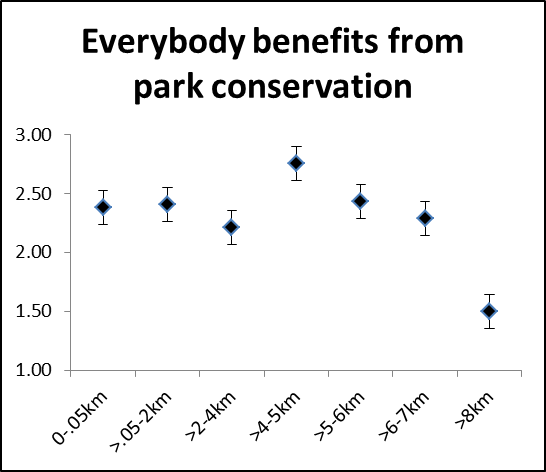 Everybody benefits from
park conservation
3.00
2.50
2.00
1.50
1.00
0-.05km
>.05-2km
>2-4km
>4-5km
>5-6km
>6-7km
>8km